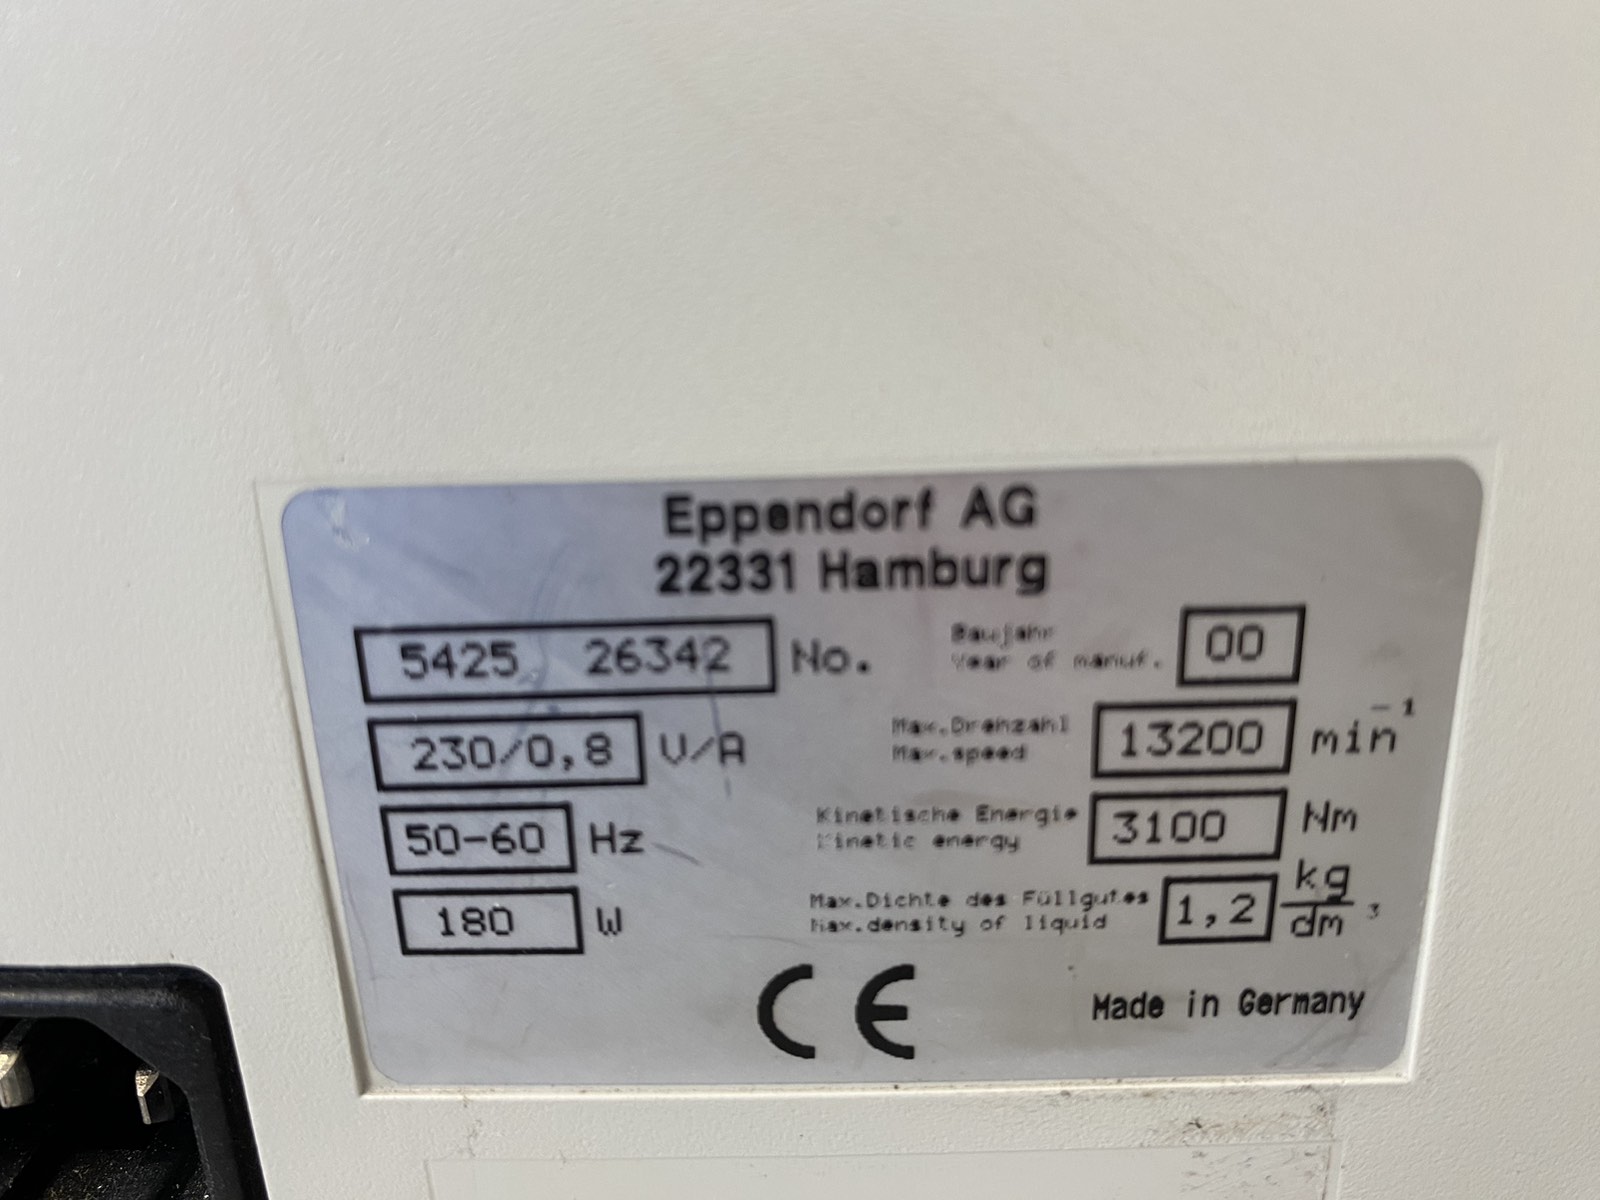 Eppendorf AG
22331 Hamburg
5425 26342 No.
Baujahr
Year of manuf. 00
230/0,8 V/A
Max.Drehzahl
Max.speed 13200 min⁻¹
50-60 Hz
Kinetische Energie
Kinetic energy 3100 Nm
180 W
Max.Dichte des Füllgutes
Max.density of liquid 1,2 kg/dm³
CE
Made in Germany